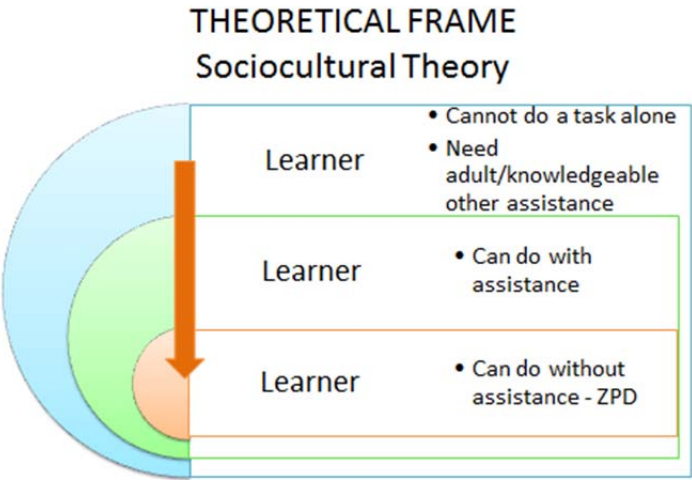 THEORETICAL FRAME
Sociocultural Theory
Learner
• Cannot do a task alone
• Need
adult/knowledgeable
other assistance
Learner
• Can do with
assistance
Learner
• Can do without
assistance - ZPD